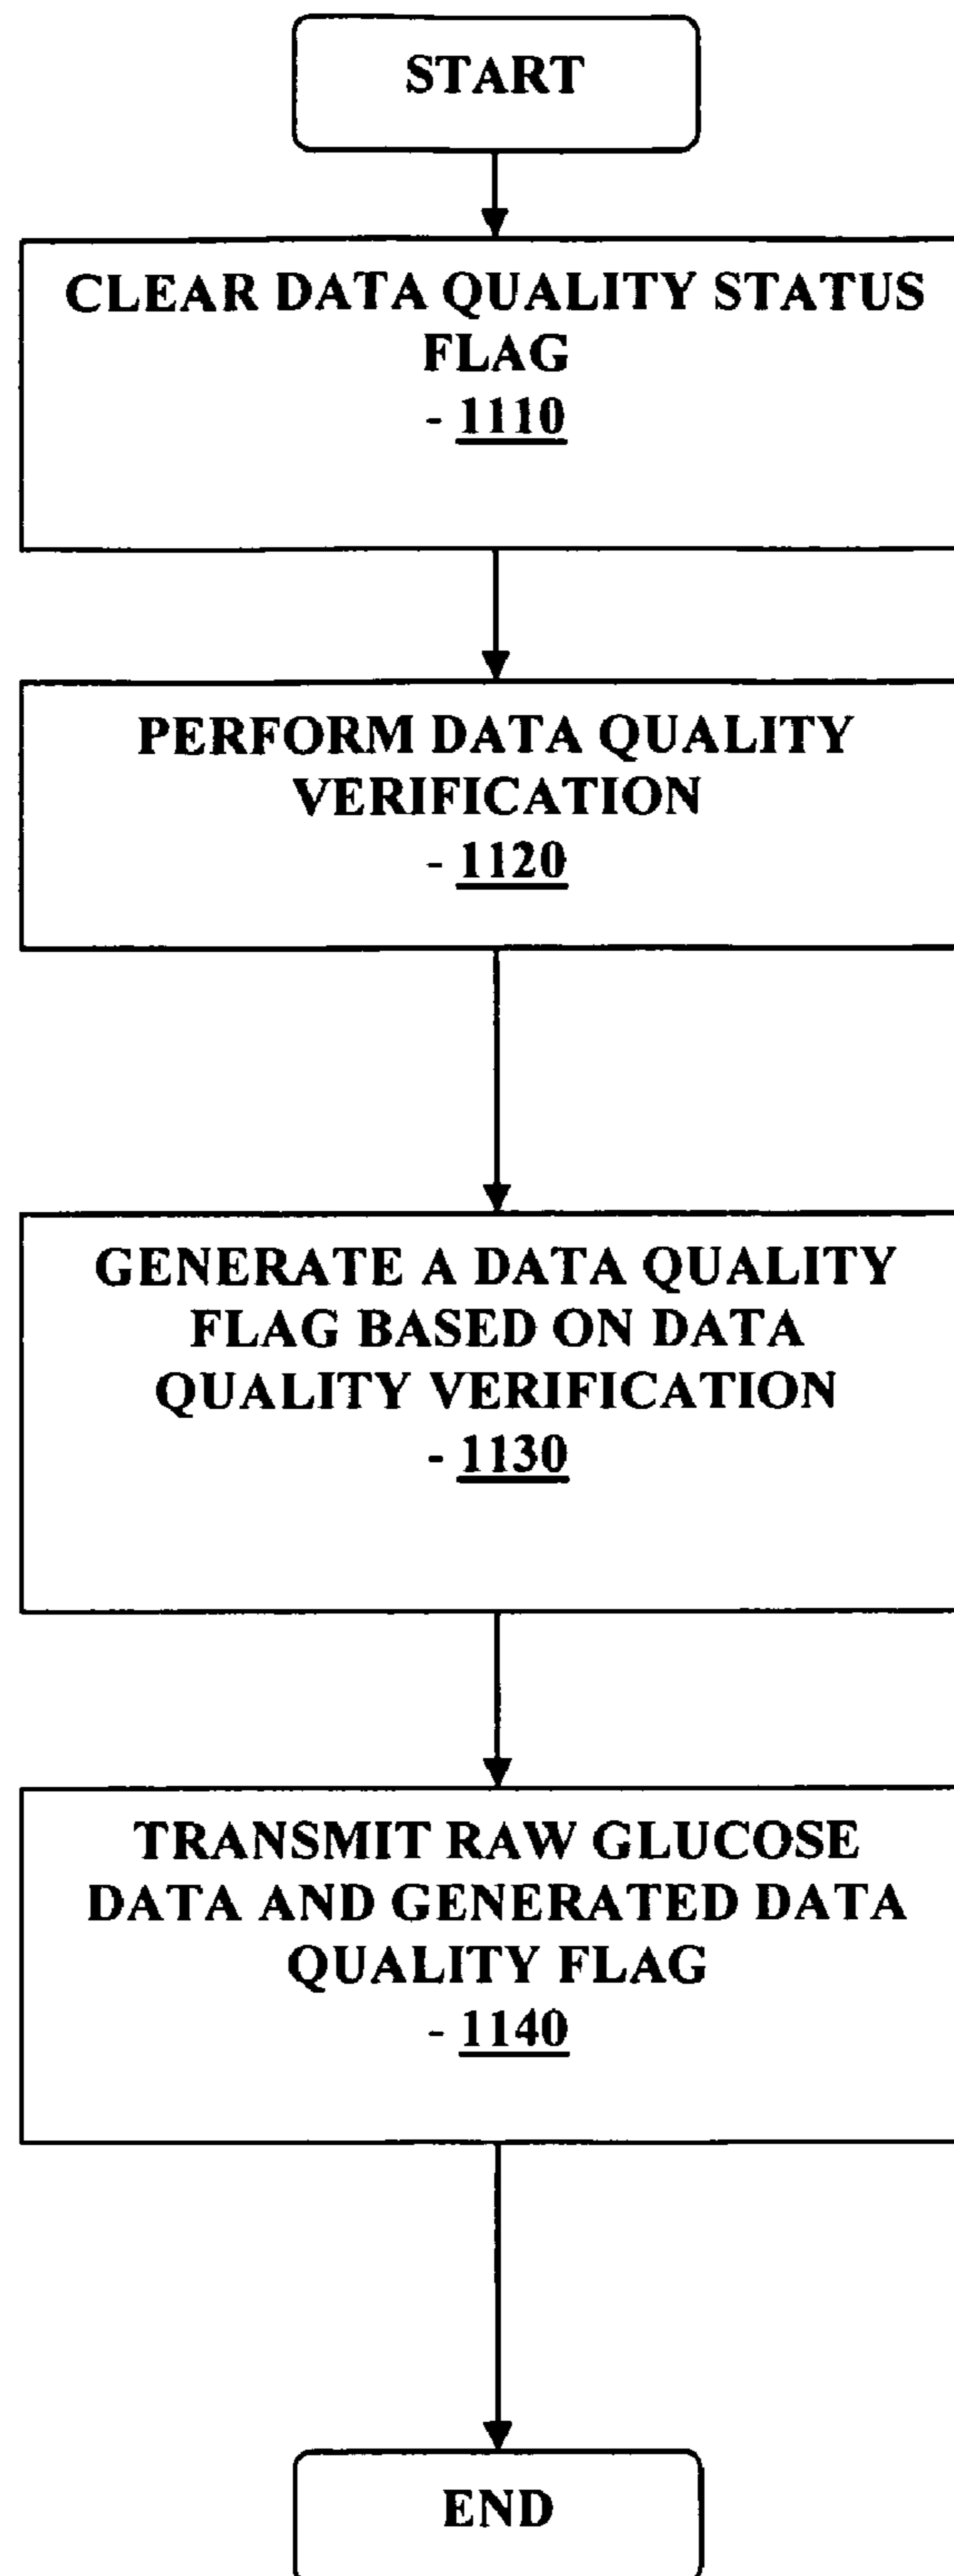 START
CLEAR DATA QUALITY STATUS
FLAG
- 1110
PERFORM DATA QUALITY
VERIFICATION
- 1120
GENERATE A DATA QUALITY
FLAG BASED ON DATA
QUALITY VERIFICATION
- 1130
TRANSMIT RAW GLUCOSE
DATA AND GENERATED DATA
QUALITY FLAG
- 1140
END